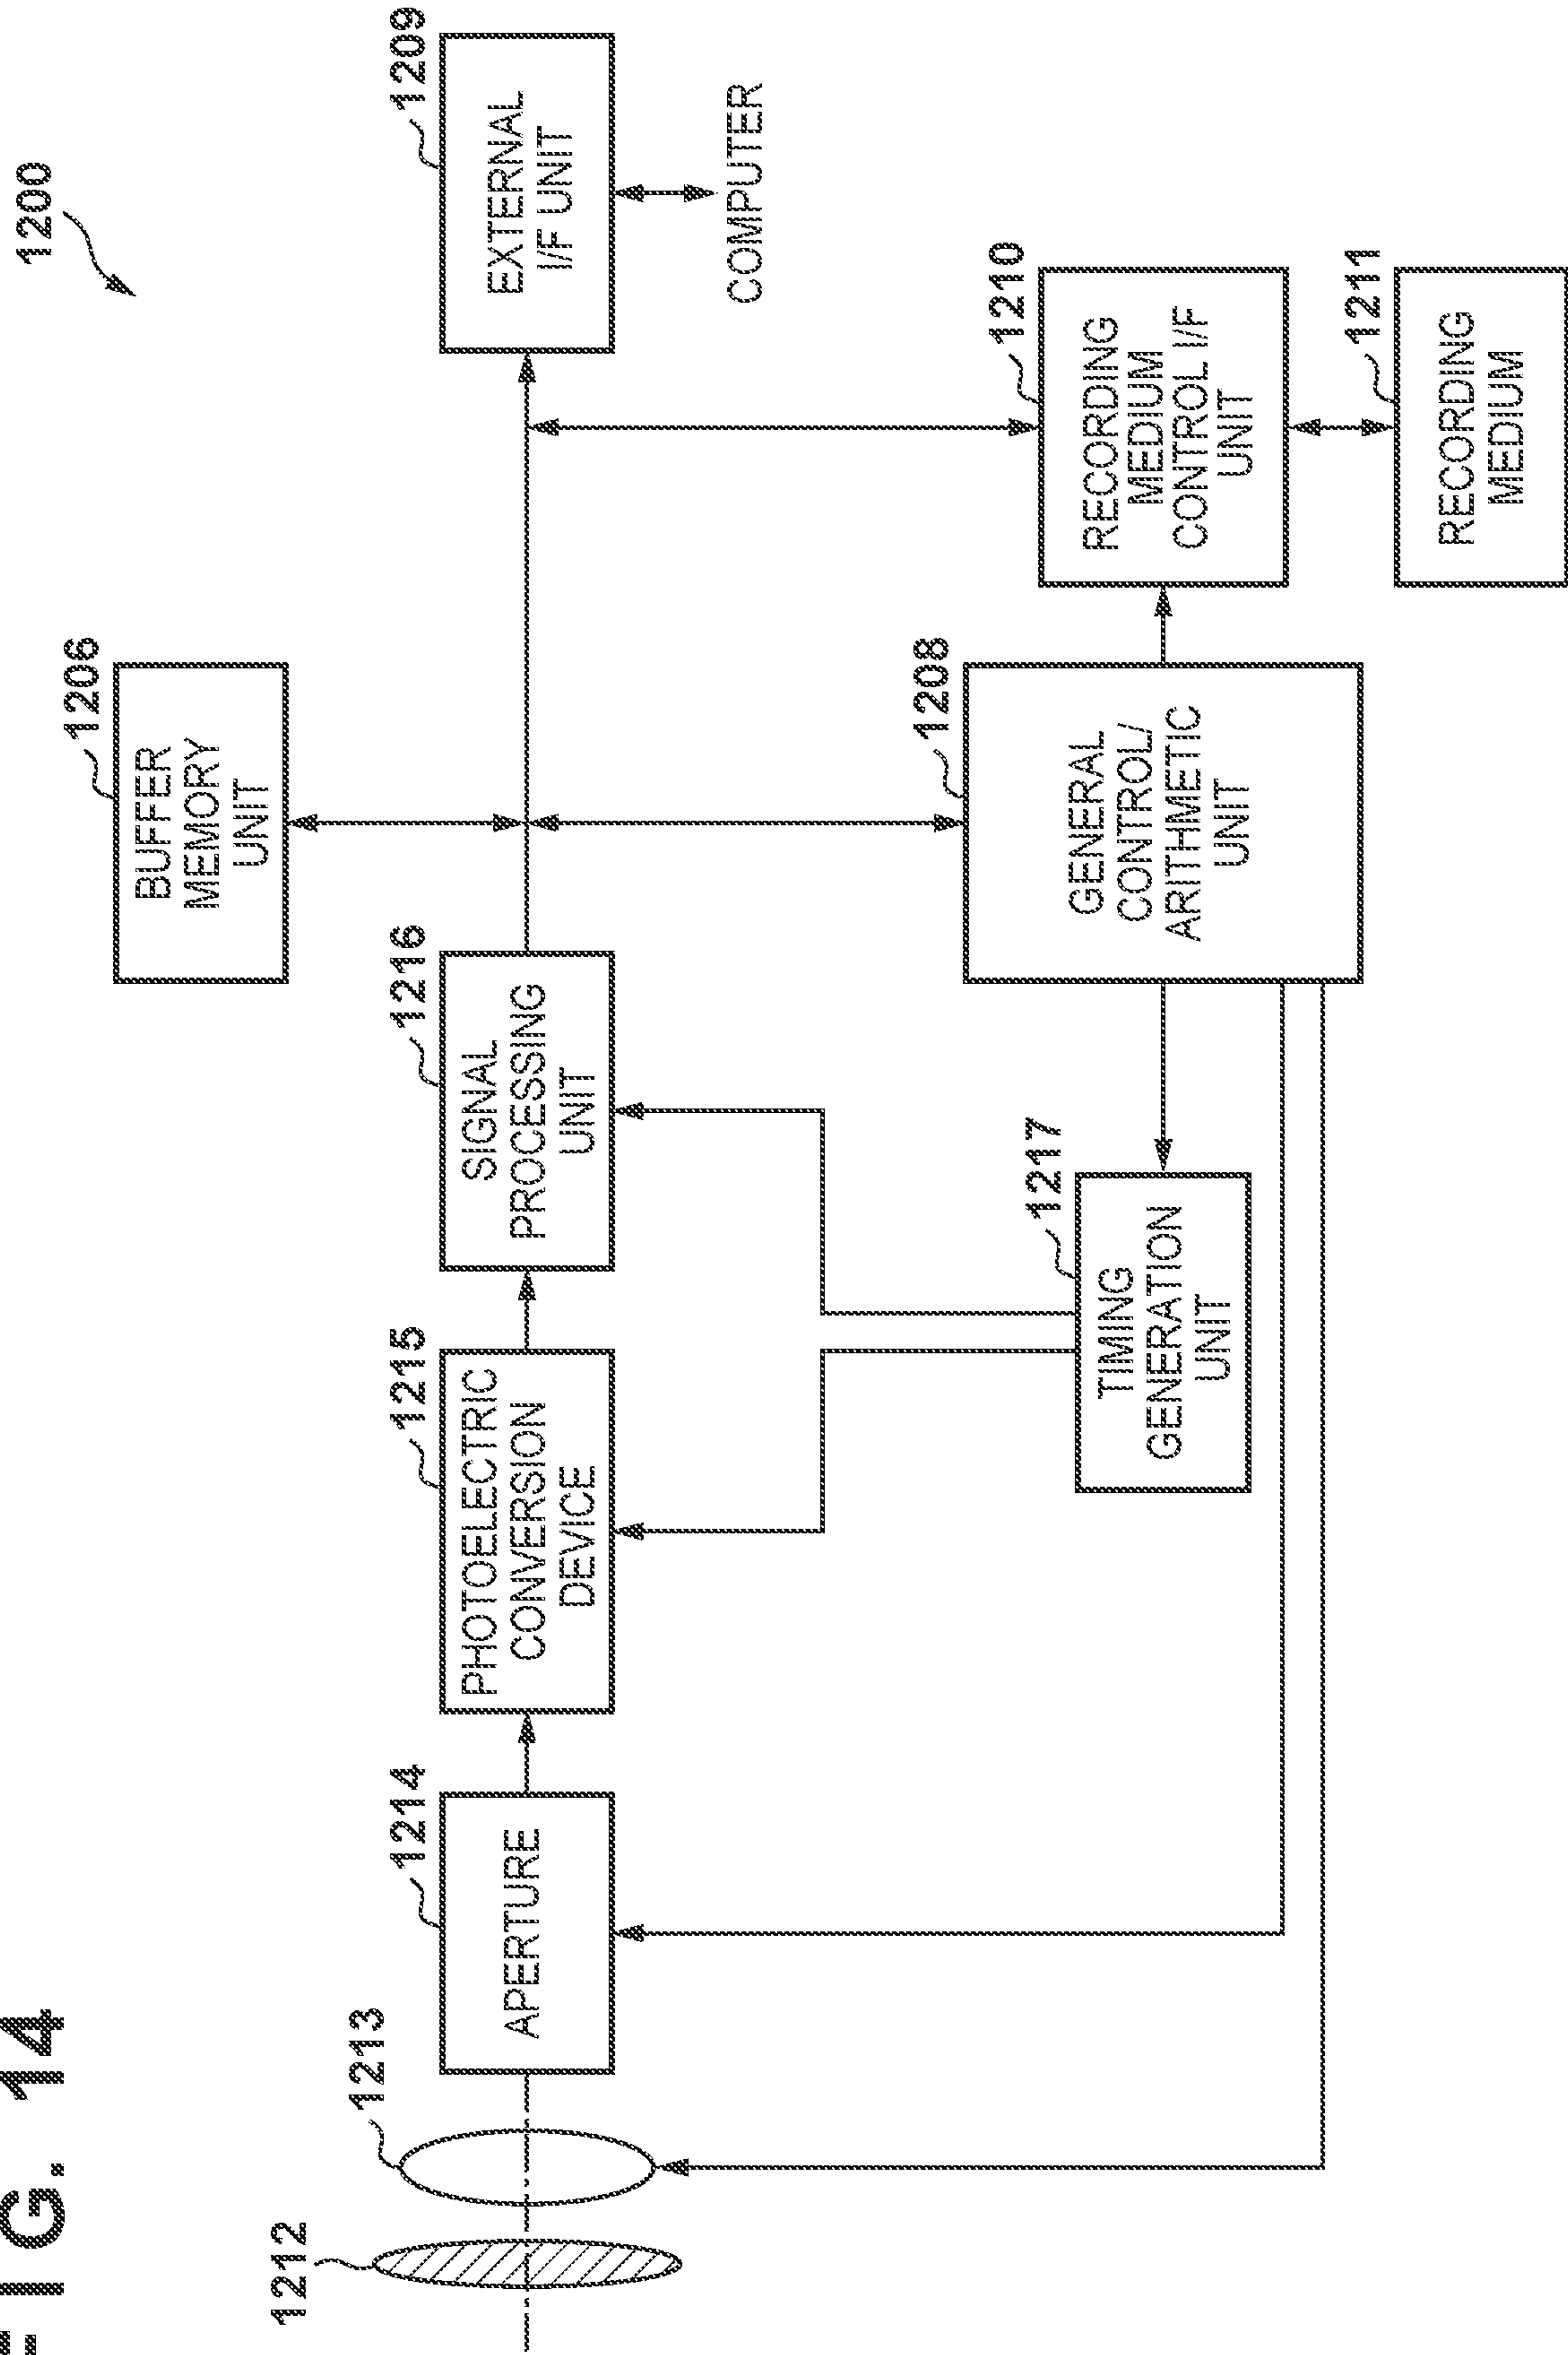 FIG. 14
1200
1206
BUFFER
MEMORY
UNIT
1212
1213
1214
APERTURE
1215
PHOTOELECTRIC
CONVERSION
DEVICE
1216
SIGNAL
PROCESSING
UNIT
1209
EXTERNAL
I/F UNIT
COMPUTER
1217
TIMING
GENERATION
UNIT
1208
GENERAL
CONTROL/
ARITHMETIC
UNIT
1210
RECORDING
MEDIUM
CONTROL I/F
UNIT
1211
RECORDING
MEDIUM